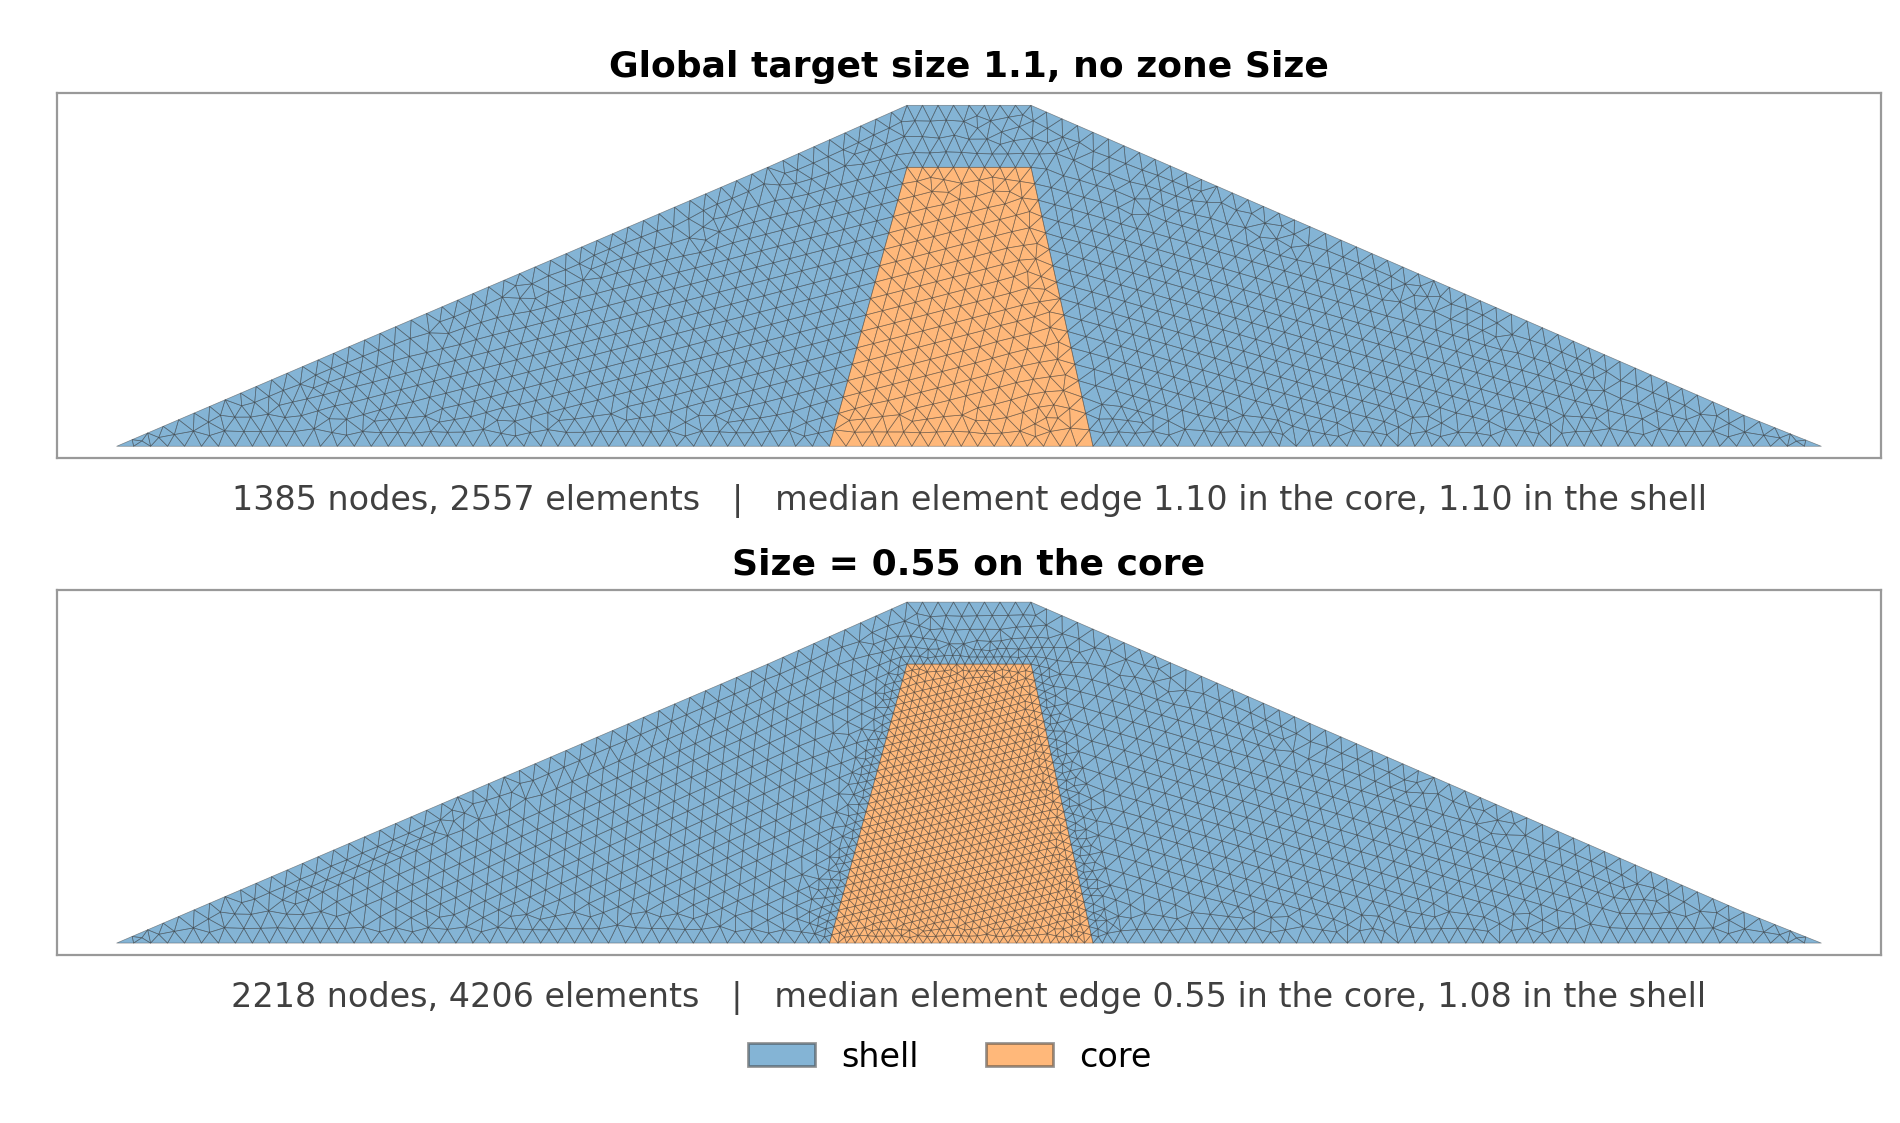 Global target size 1.1, no zone Size
1385 nodes, 2557 elements | median element edge 1.10 in the core, 1.10 in the shell
Size = 0.55 on the core
2218 nodes, 4206 elements | median element edge 0.55 in the core, 1.08 in the shell
shell core